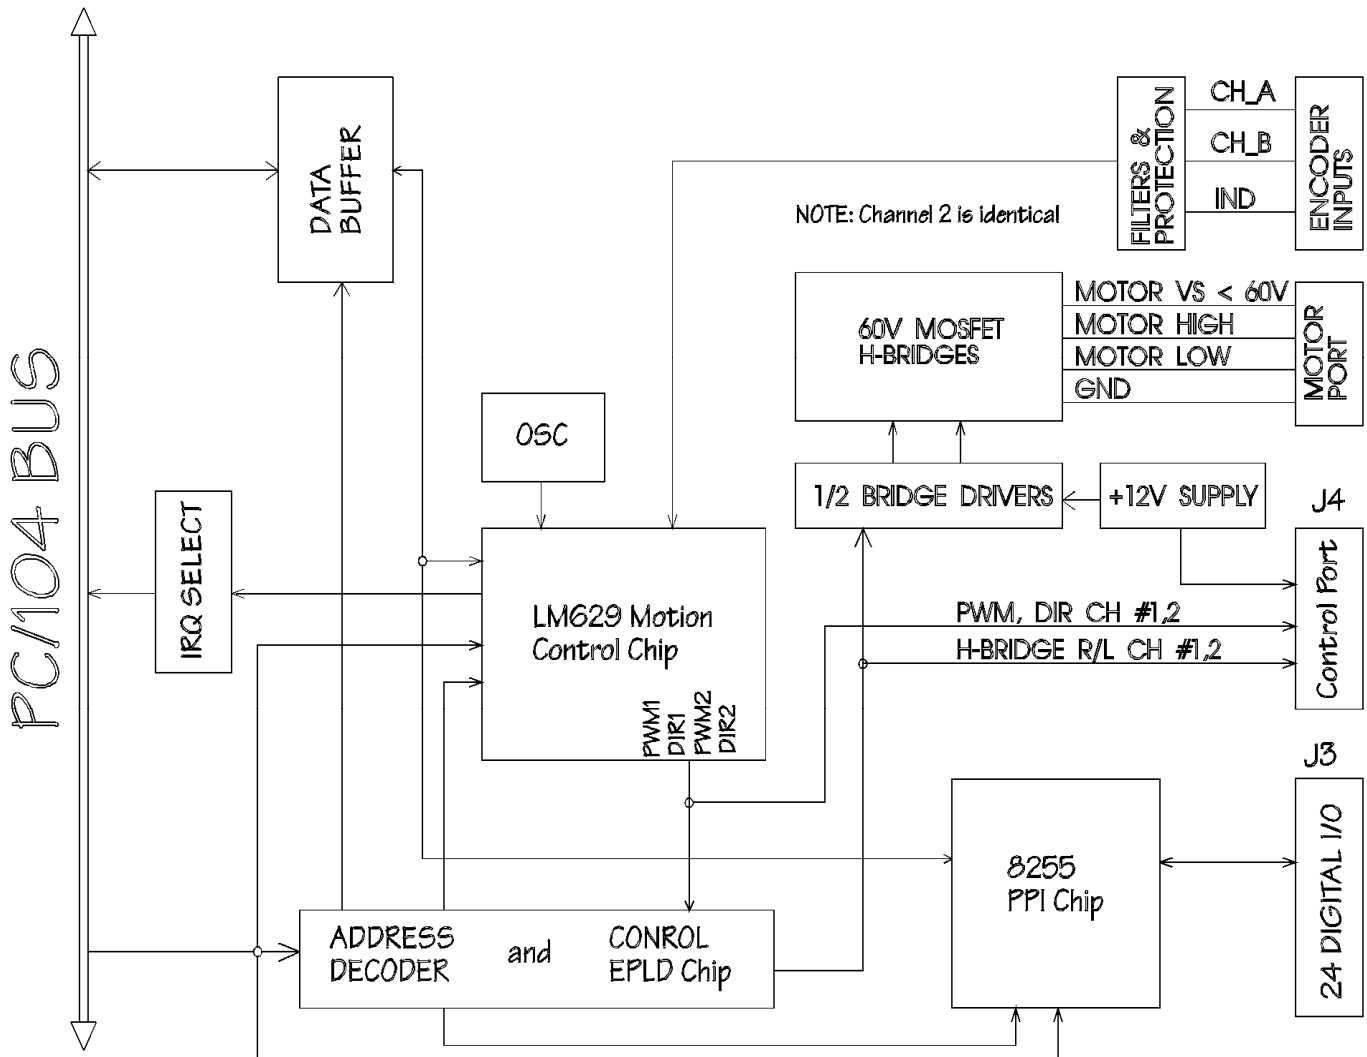 PC/104 BUS
DATA
BUFFER
FILTERS &
PROTECTION
CH_A
CH_B
IND
ENCODER
INPUTS
NOTE: Channel 2 is identical
60V MOSFET
H-BRIDGES
MOTOR VS < 60V
MOTOR HIGH
MOTOR LOW
GND
MOTOR
PORT
OSC
1/2 BRIDGE DRIVERS
+12V SUPPLY
J4
Control Port
IRQ SELECT
LM629 Motion
Control Chip
PWM1
DIR1
PWM2
DIR2
PWM, DIR CH #1,2
H-BRIDGE R/L CH #1,2
J3
24 DIGITAL I/O
8255
PPI Chip
ADDRESS
DECODER
and
CONROL
EPLD Chip